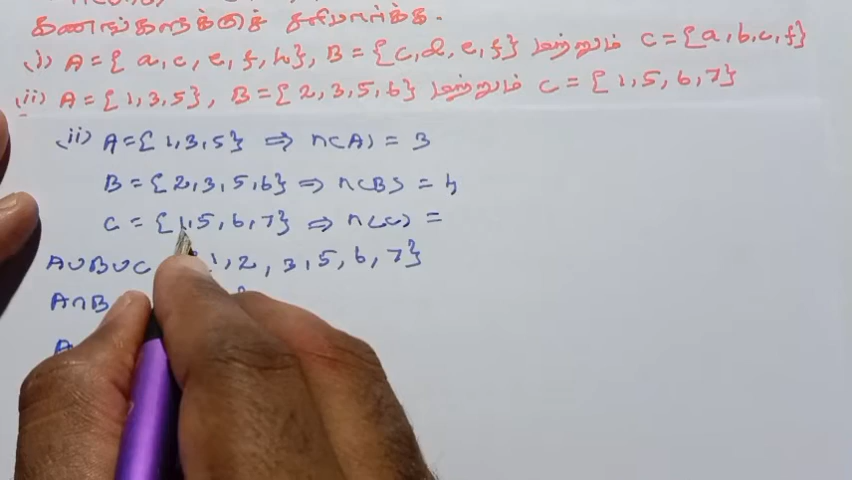 கணங்களுக்குச் சரிபார்க்க.
(i) A = { a, c, e, f, h}, B = {c, d, e, f} மற்றும் C = {a, b, c, f}
(ii) A = {1, 3, 5}, B = {2, 3, 5, 6} மற்றும் C = {1, 5, 6, 7}
(ii) A = {1, 3, 5} ⇒ n(A) = 3
B = {2, 3, 5, 6} ⇒ n(B) = 4
C = {1, 5, 6, 7} ⇒ n(C) =
A∪B∪C 1, 2, 3, 5, 6, 7}
A∩B
A